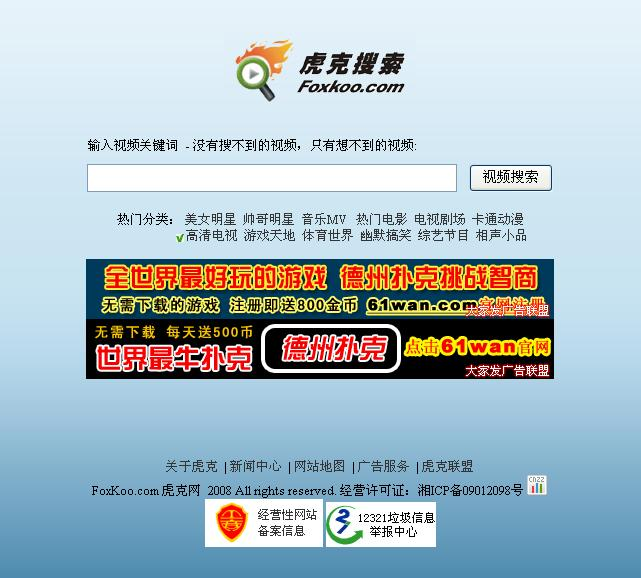 虎克搜索
Foxkoo.com
输入视频关键词 - 没有搜不到的视频，只有想不到的视频:
视频搜索
热门分类： 美女明星 帅哥明星 音乐MV 热门电影 电视剧场 卡通动漫
高清电视 游戏天地 体育世界 幽默搞笑 综艺节目 相声小品
全世界最好玩的游戏 德州扑克挑战智商
无需下载的游戏 注册即送800金币 61wan.com官网注册
大家发广告联盟
无需下载 每天送500币
世界最牛扑克 德州扑克 点击61wan官网
大家发广告联盟
关于虎克 | 新闻中心 | 网站地图 | 广告服务 | 虎克联盟
FoxKoo.com 虎克网 2008 All rights reserved. 经营许可证：湘ICP备09012098号 CNZZ
经营性网站 12321垃圾信息
备案信息 举报中心